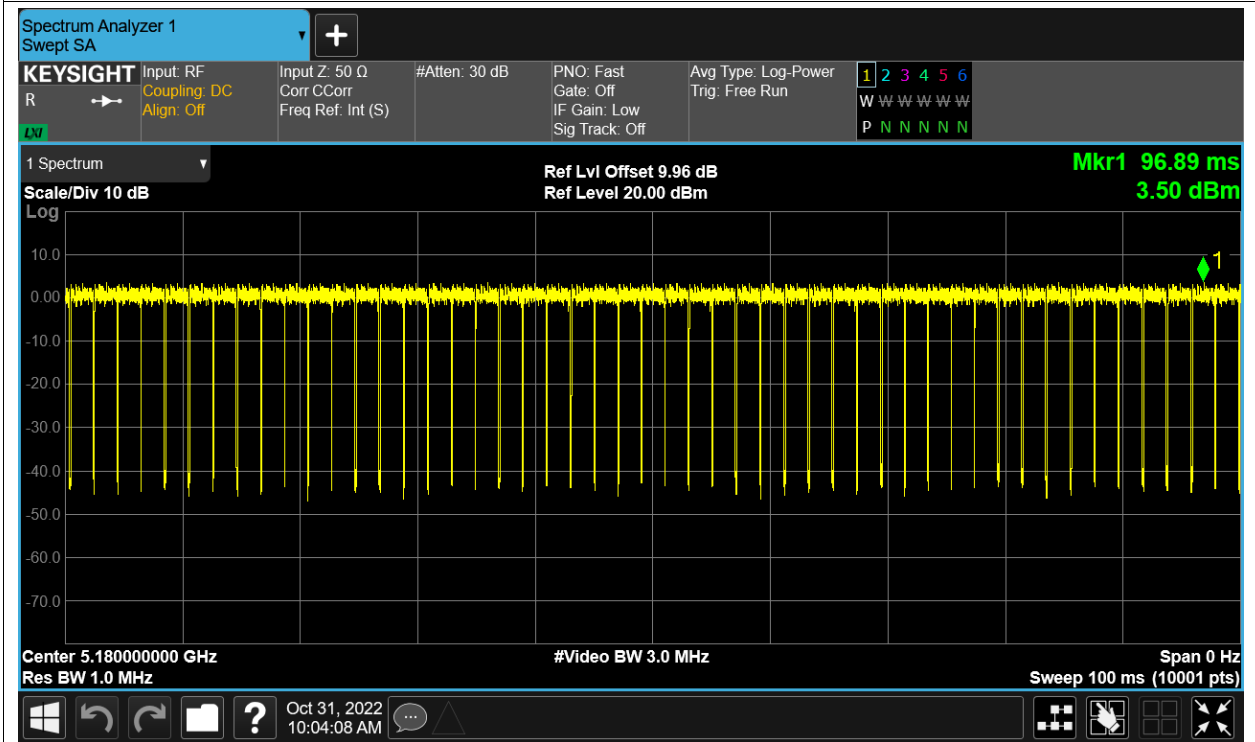 Spectrum Analyzer 1
Swept SA
+
KEYSIGHT Input: RF Input Z: 50 Ω #Atten: 30 dB PNO: Fast Avg Type: Log-Power 1 2 3 4 5 6
R Coupling: DC Corr CCorr Gate: Off Trig: Free Run W W W W W W
Align: Off Freq Ref: Int (S) IF Gain: Low
LXI Sig Track: Off P N N N N N
1 Spectrum Ref Lvl Offset 9.96 dB Mkr1 96.89 ms
Scale/Div 10 dB Ref Level 20.00 dBm 3.50 dBm
Log
10.0
1
0.00
-10.0
-20.0
-30.0
-40.0
-50.0
-60.0
-70.0
Center 5.180000000 GHz #Video BW 3.0 MHz Span 0 Hz
Res BW 1.0 MHz Sweep 100 ms (10001 pts)
? Oct 31, 2022
10:04:08 AM